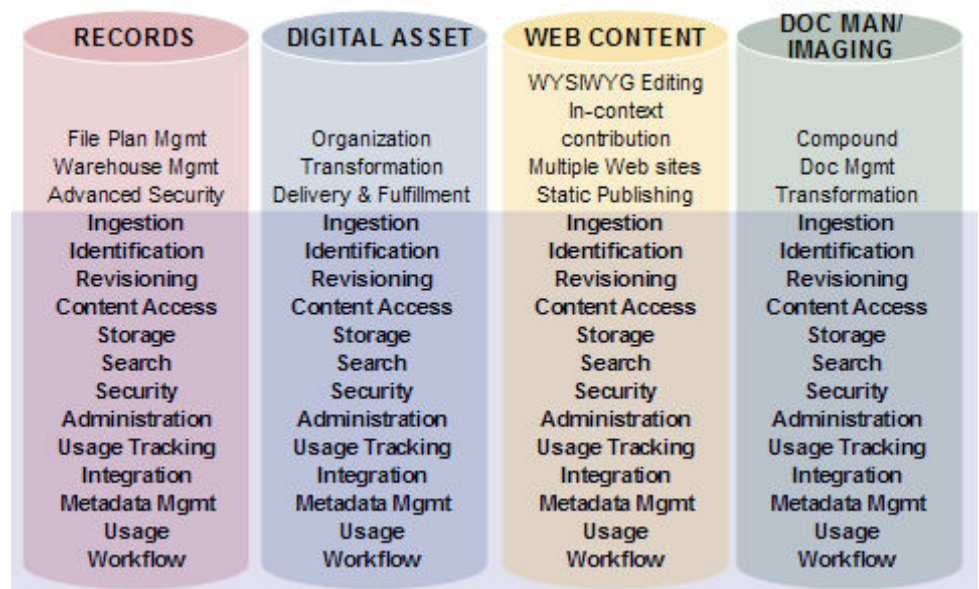 RECORDS
File Plan Mgmt
Warehouse Mgmt
Advanced Security
Ingestion
Identification
Revisioning
Content Access
Storage
Search
Security
Administration
Usage Tracking
Integration
Metadata Mgmt
Usage
Workflow
DIGITAL ASSET
Organization
Transformation
Delivery & Fulfillment
Ingestion
Identification
Revisioning
Content Access
Storage
Search
Security
Administration
Usage Tracking
Integration
Metadata Mgmt
Usage
Workflow
WEB CONTENT
WYSIWYG Editing
In-context
contribution
Multiple Web sites
Static Publishing
Ingestion
Identification
Revisioning
Content Access
Storage
Search
Security
Administration
Usage Tracking
Integration
Metadata Mgmt
Usage
Workflow
DOC MAN/
IMAGING
Compound
Doc Mgmt
Transformation
Ingestion
Identification
Revisioning
Content Access
Storage
Search
Security
Administration
Usage Tracking
Integration
Metadata Mgmt
Usage
Workflow